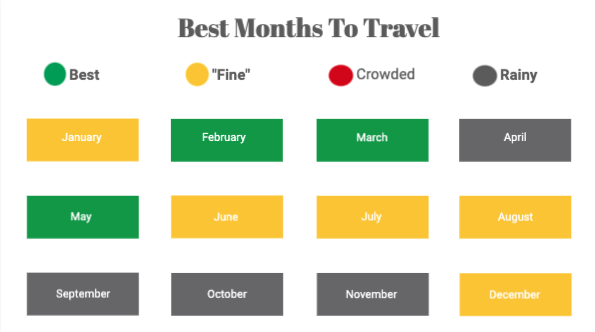 Best Months To Travel
Best "Fine" Crowded Rainy
January February March April
May June July August
September October November December